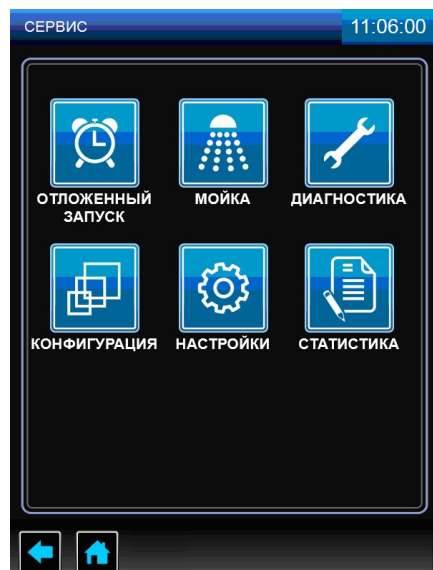 СЕРВИС 11:06:00
ОТЛОЖЕННЫЙ
ЗАПУСК
МОЙКА
ДИАГНОСТИКА
КОНФИГУРАЦИЯ
НАСТРОЙКИ
СТАТИСТИКА